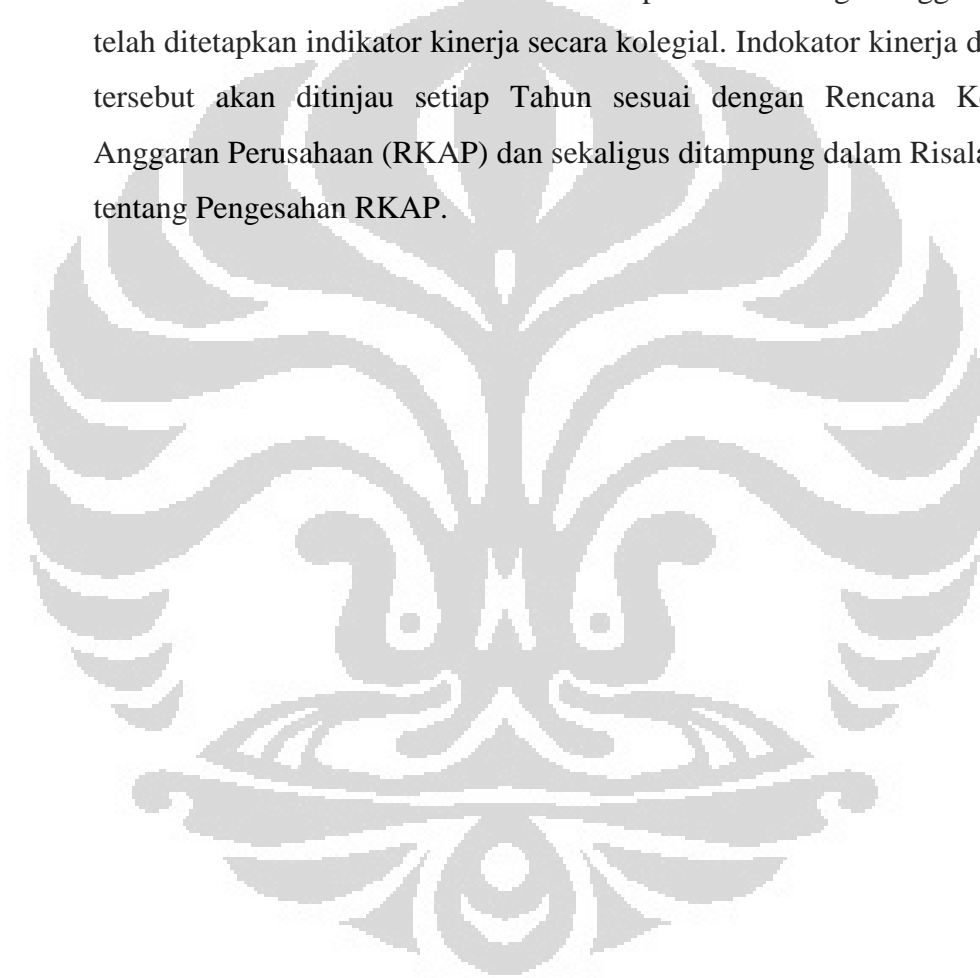 telah ditetapkan indikator kinerja secara kolegial. Indokator kinerja
tersebut akan ditinjau setiap Tahun sesuai dengan Rencana
Anggaran Perusahaan (RKAP) dan sekaligus ditampung dalam
tentang Pengesahan RKAP.